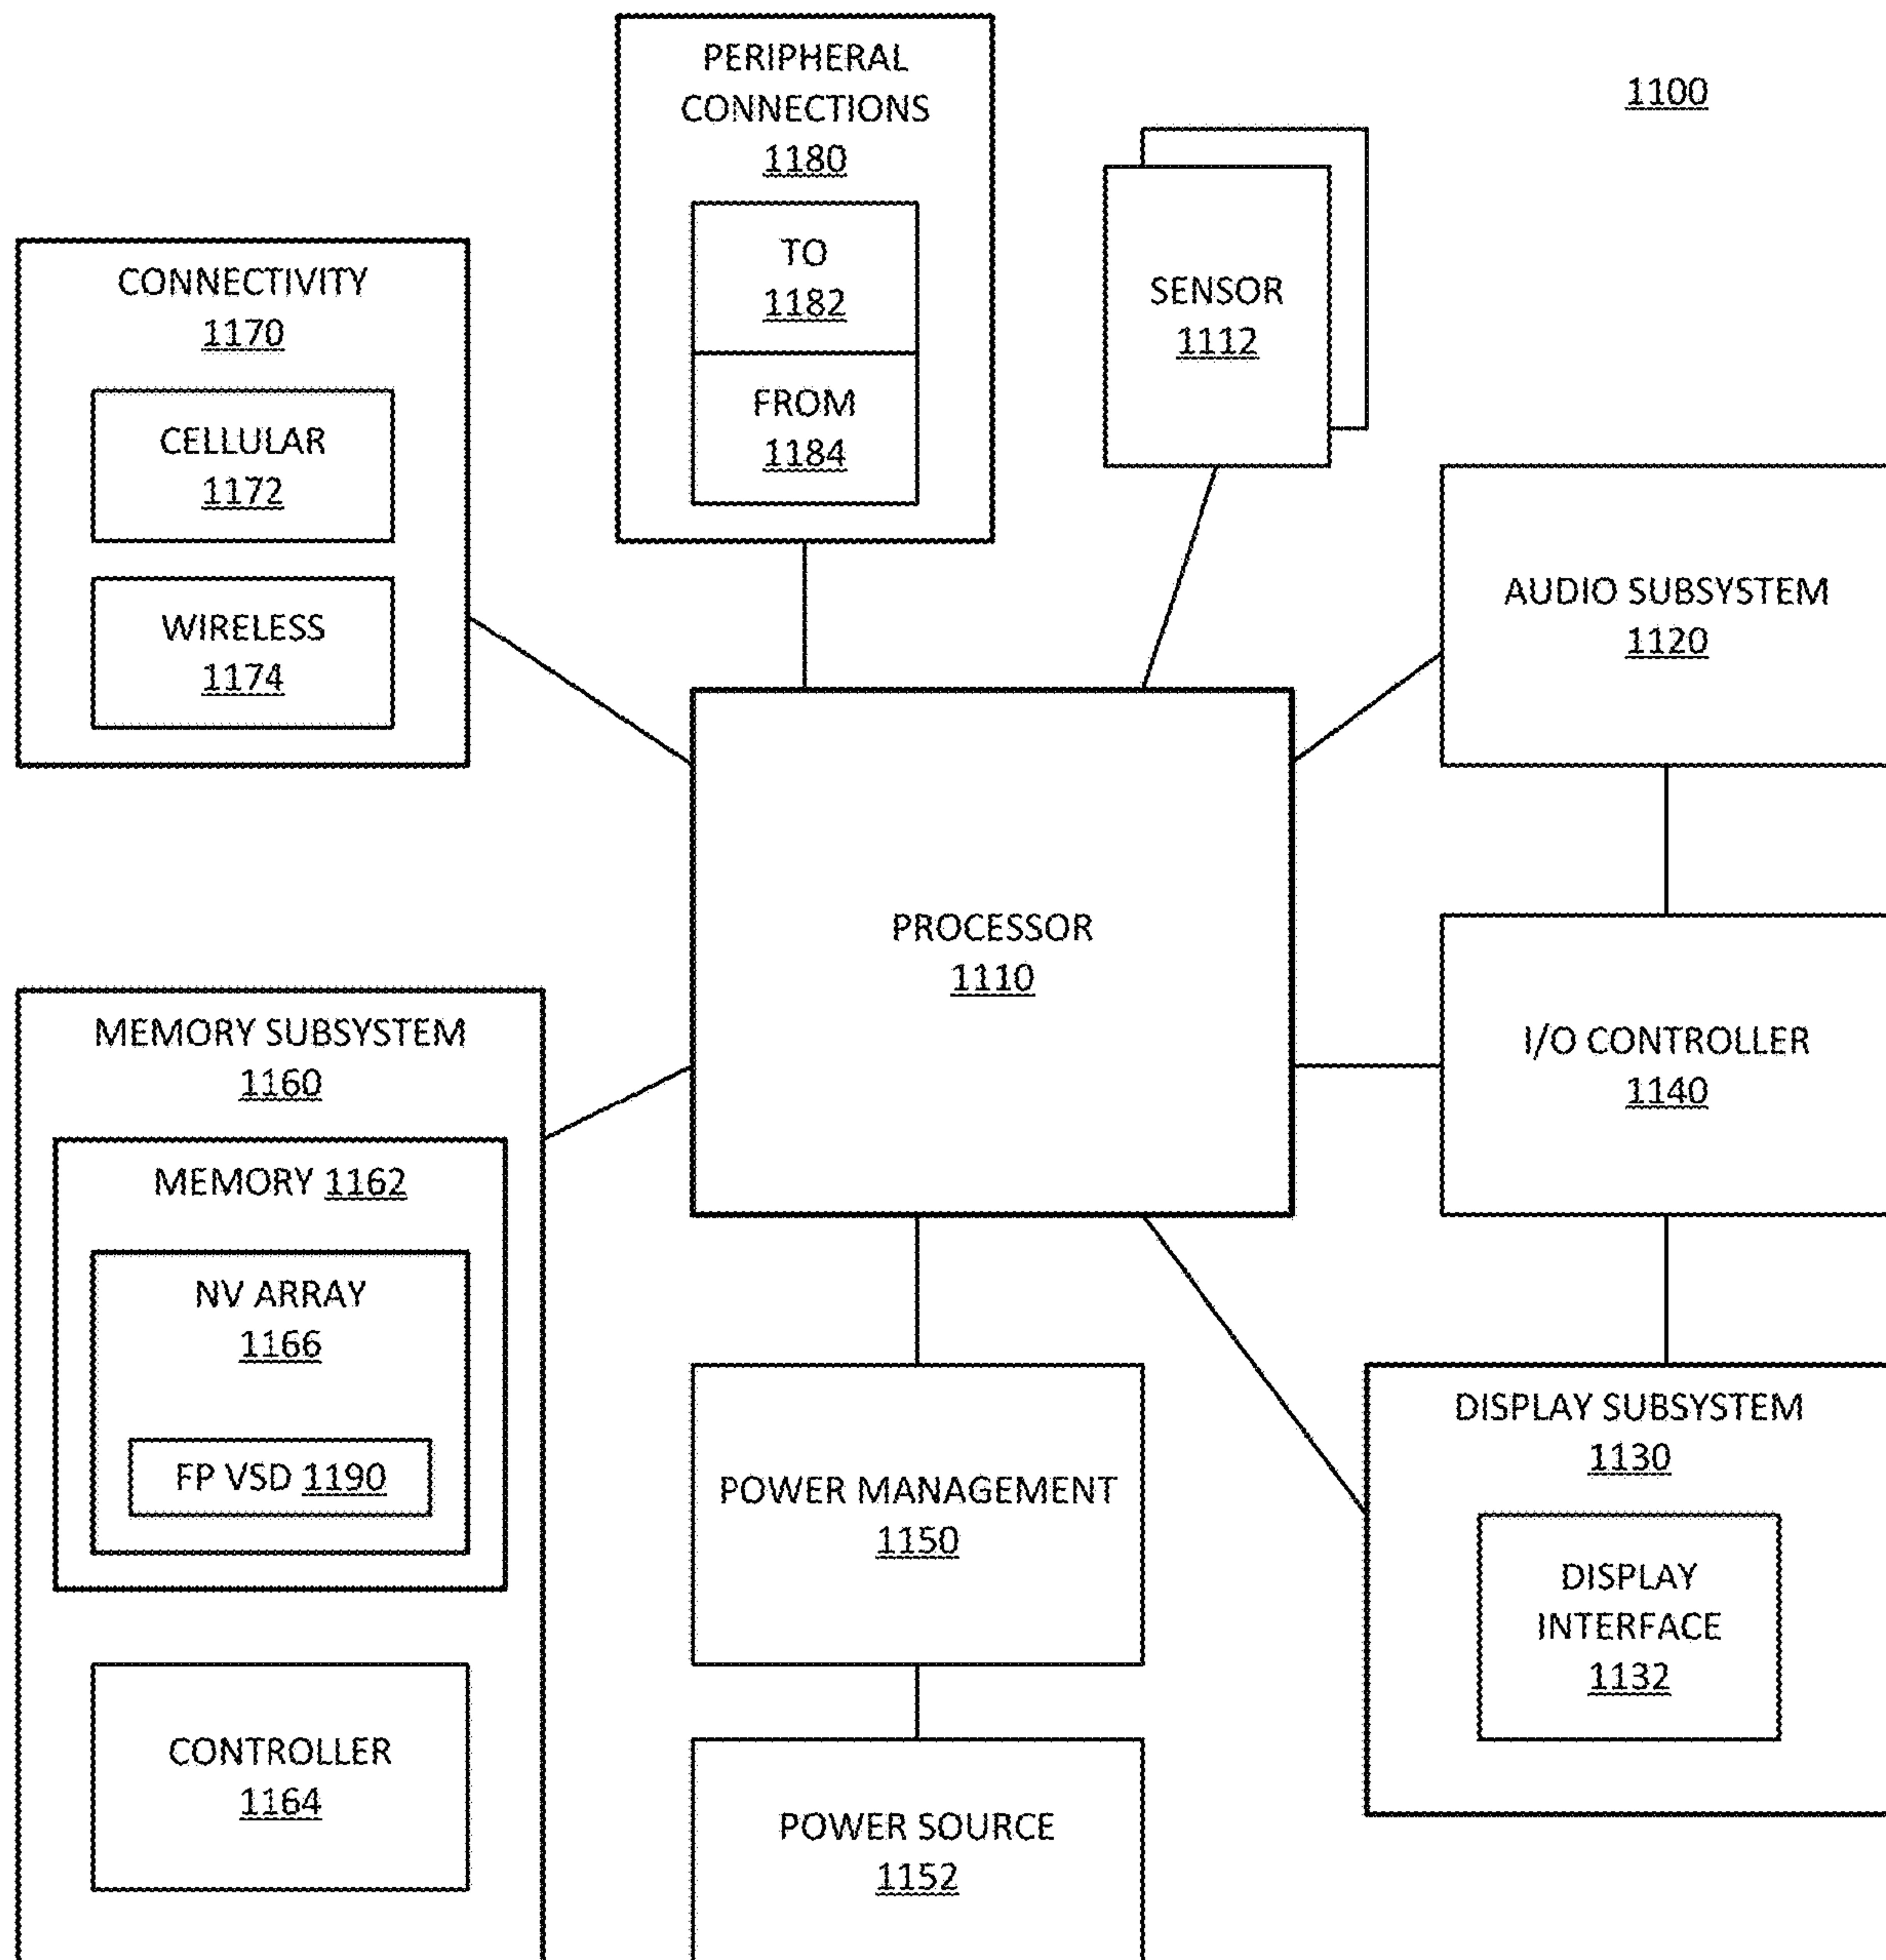 1100
PERIPHERAL
CONNECTIONS
1180
TO
1182
FROM
1184
SENSOR
1112
CONNECTIVITY
1170
CELLULAR
1172
WIRELESS
1174
AUDIO SUBSYSTEM
1120
PROCESSOR
1110
I/O CONTROLLER
1140
MEMORY SUBSYSTEM
1160
MEMORY 1162
NV ARRAY
1166
FP VSD 1190
CONTROLLER
1164
POWER MANAGEMENT
1150
POWER SOURCE
1152
DISPLAY SUBSYSTEM
1130
DISPLAY
INTERFACE
1132